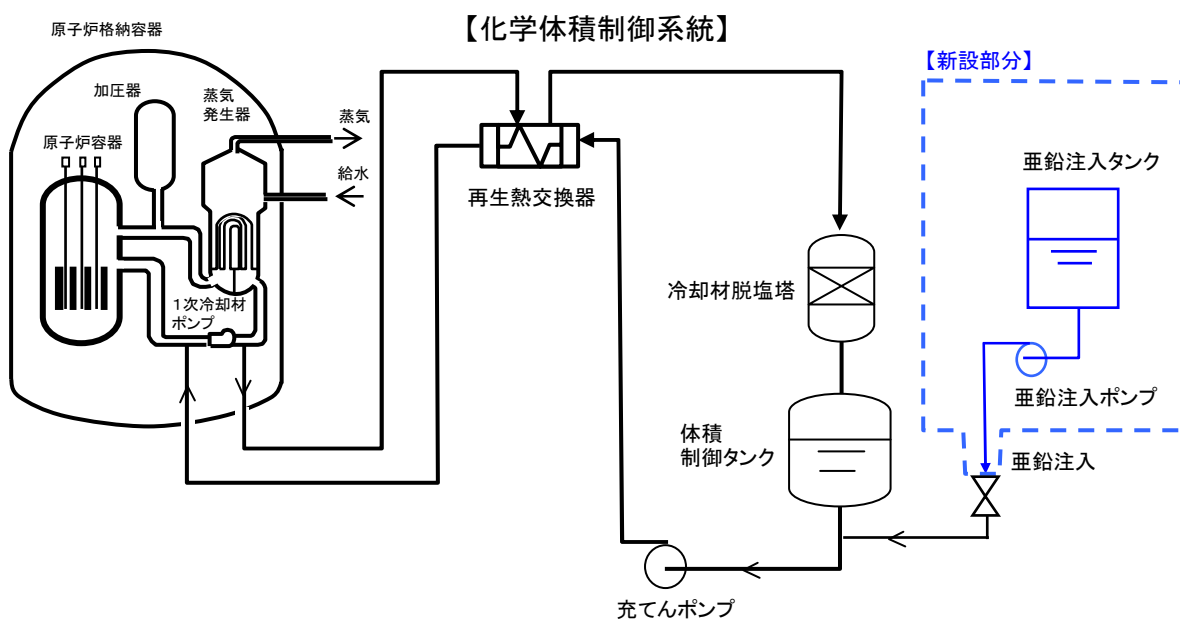 【化学体積制御系統】
原子炉格納容器
【新設部分】
加圧器
蒸気
発生器
蒸気
原子炉容器
給水
再生熱交換器
亜鉛注入タンク
冷却材脱塩塔
1次冷却材
ポンプ
亜鉛注入ポンプ
体積
制御タンク
亜鉛注入
充てんポンプ